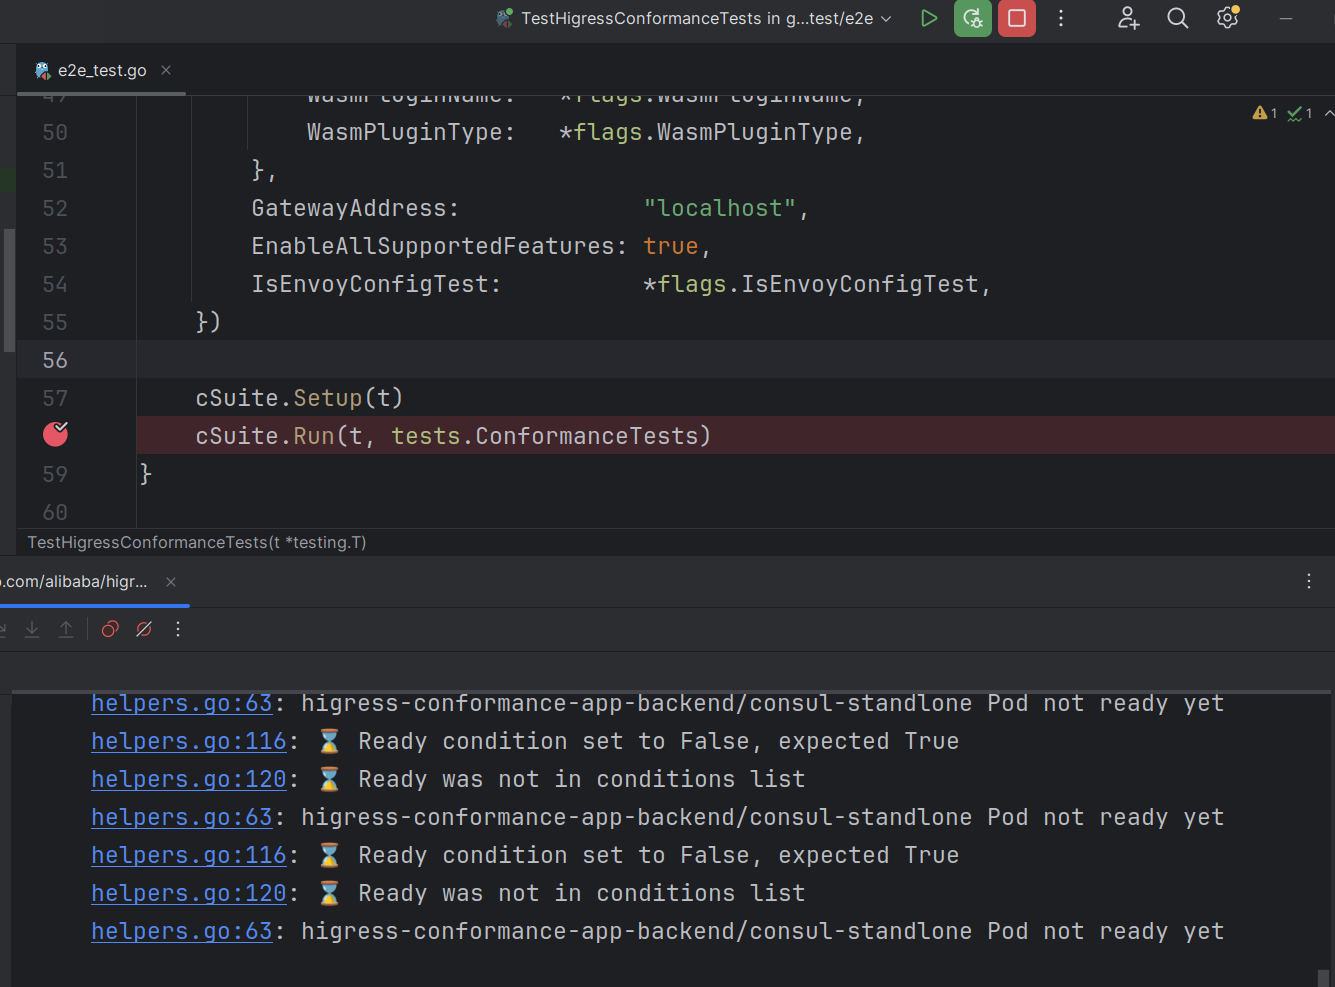 TestHigressConformanceTests in g...test/e2e
e2e_test.go
49 WasmPluginName: *flags.WasmPluginName,
1 1
50 WasmPluginType: *flags.WasmPluginType,
51 },
52 GatewayAddress: "localhost",
53 EnableAllSupportedFeatures: true,
54 IsEnvoyConfigTest: *flags.IsEnvoyConfigTest,
55 })
56
57 cSuite.Setup(t)
cSuite.Run(t, tests.ConformanceTests)
59 }
60
TestHigressConformanceTests(t *testing.T)
.com/alibaba/higr...
helpers.go:63: higress-conformance-app-backend/consul-standlone Pod not ready yet
helpers.go:116: ⌛ Ready condition set to False, expected True
helpers.go:120: ⌛ Ready was not in conditions list
helpers.go:63: higress-conformance-app-backend/consul-standlone Pod not ready yet
helpers.go:116: ⌛ Ready condition set to False, expected True
helpers.go:120: ⌛ Ready was not in conditions list
helpers.go:63: higress-conformance-app-backend/consul-standlone Pod not ready yet